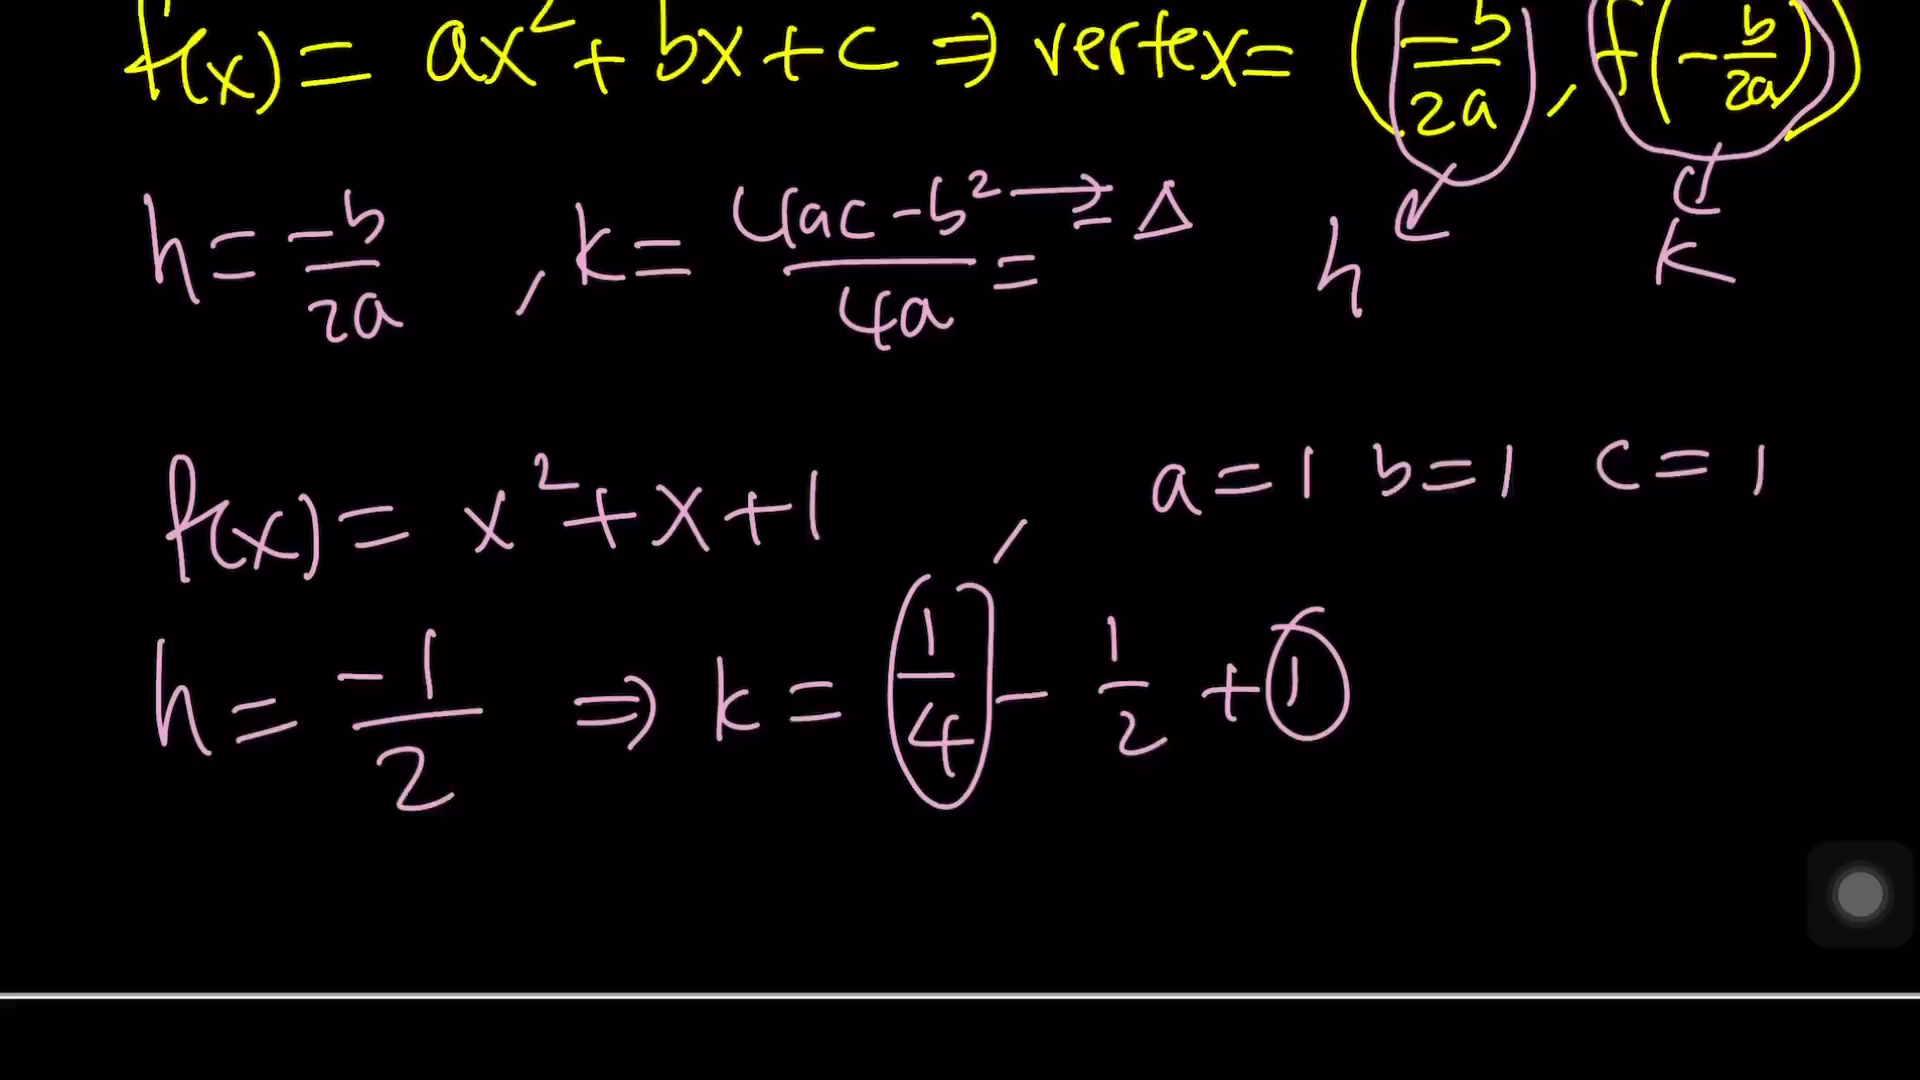 f(x) = ax² + bx + c ⇒ vertex = (-b/2a, f(-b/2a))
h = -b/2a , k = 4ac - b²/4a = → = Δ h k
f(x) = x² + x + 1 , a = 1 b = 1 c = 1
h = -1/2 ⇒ k = 1/4 - 1/2 + 1